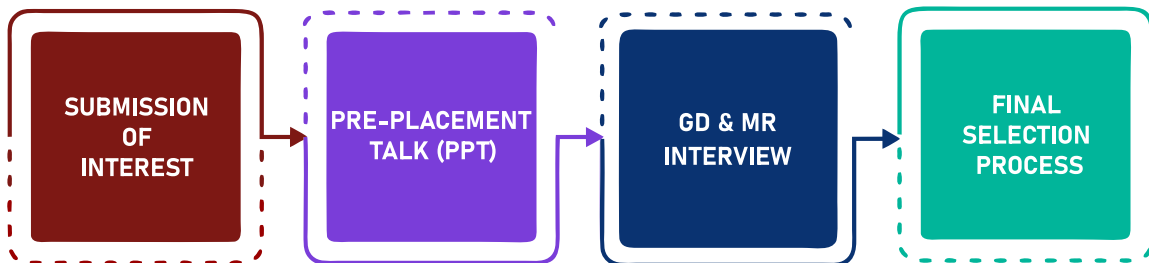 SUBMISSION
OF
INTEREST
PRE-PLACEMENT
TALK (PPT)
GD & MR
INTERVIEW
FINAL
SELECTION
PROCESS